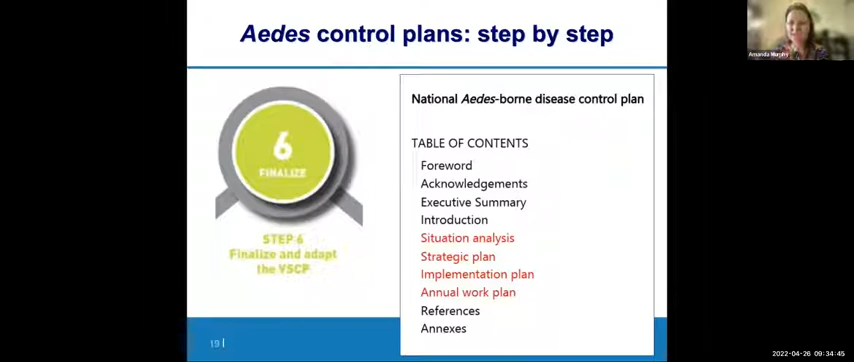 Aedes control plans: step by step
Amanda Murphy
6
FINALIZE
STEP 6
Finalize and adapt
the VSCP
National Aedes-borne disease control plan
TABLE OF CONTENTS
Foreword
Acknowledgements
Executive Summary
Introduction
Situation analysis
Strategic plan
Implementation plan
Annual work plan
References
Annexes
19 |
2022-04-26 09:34:45